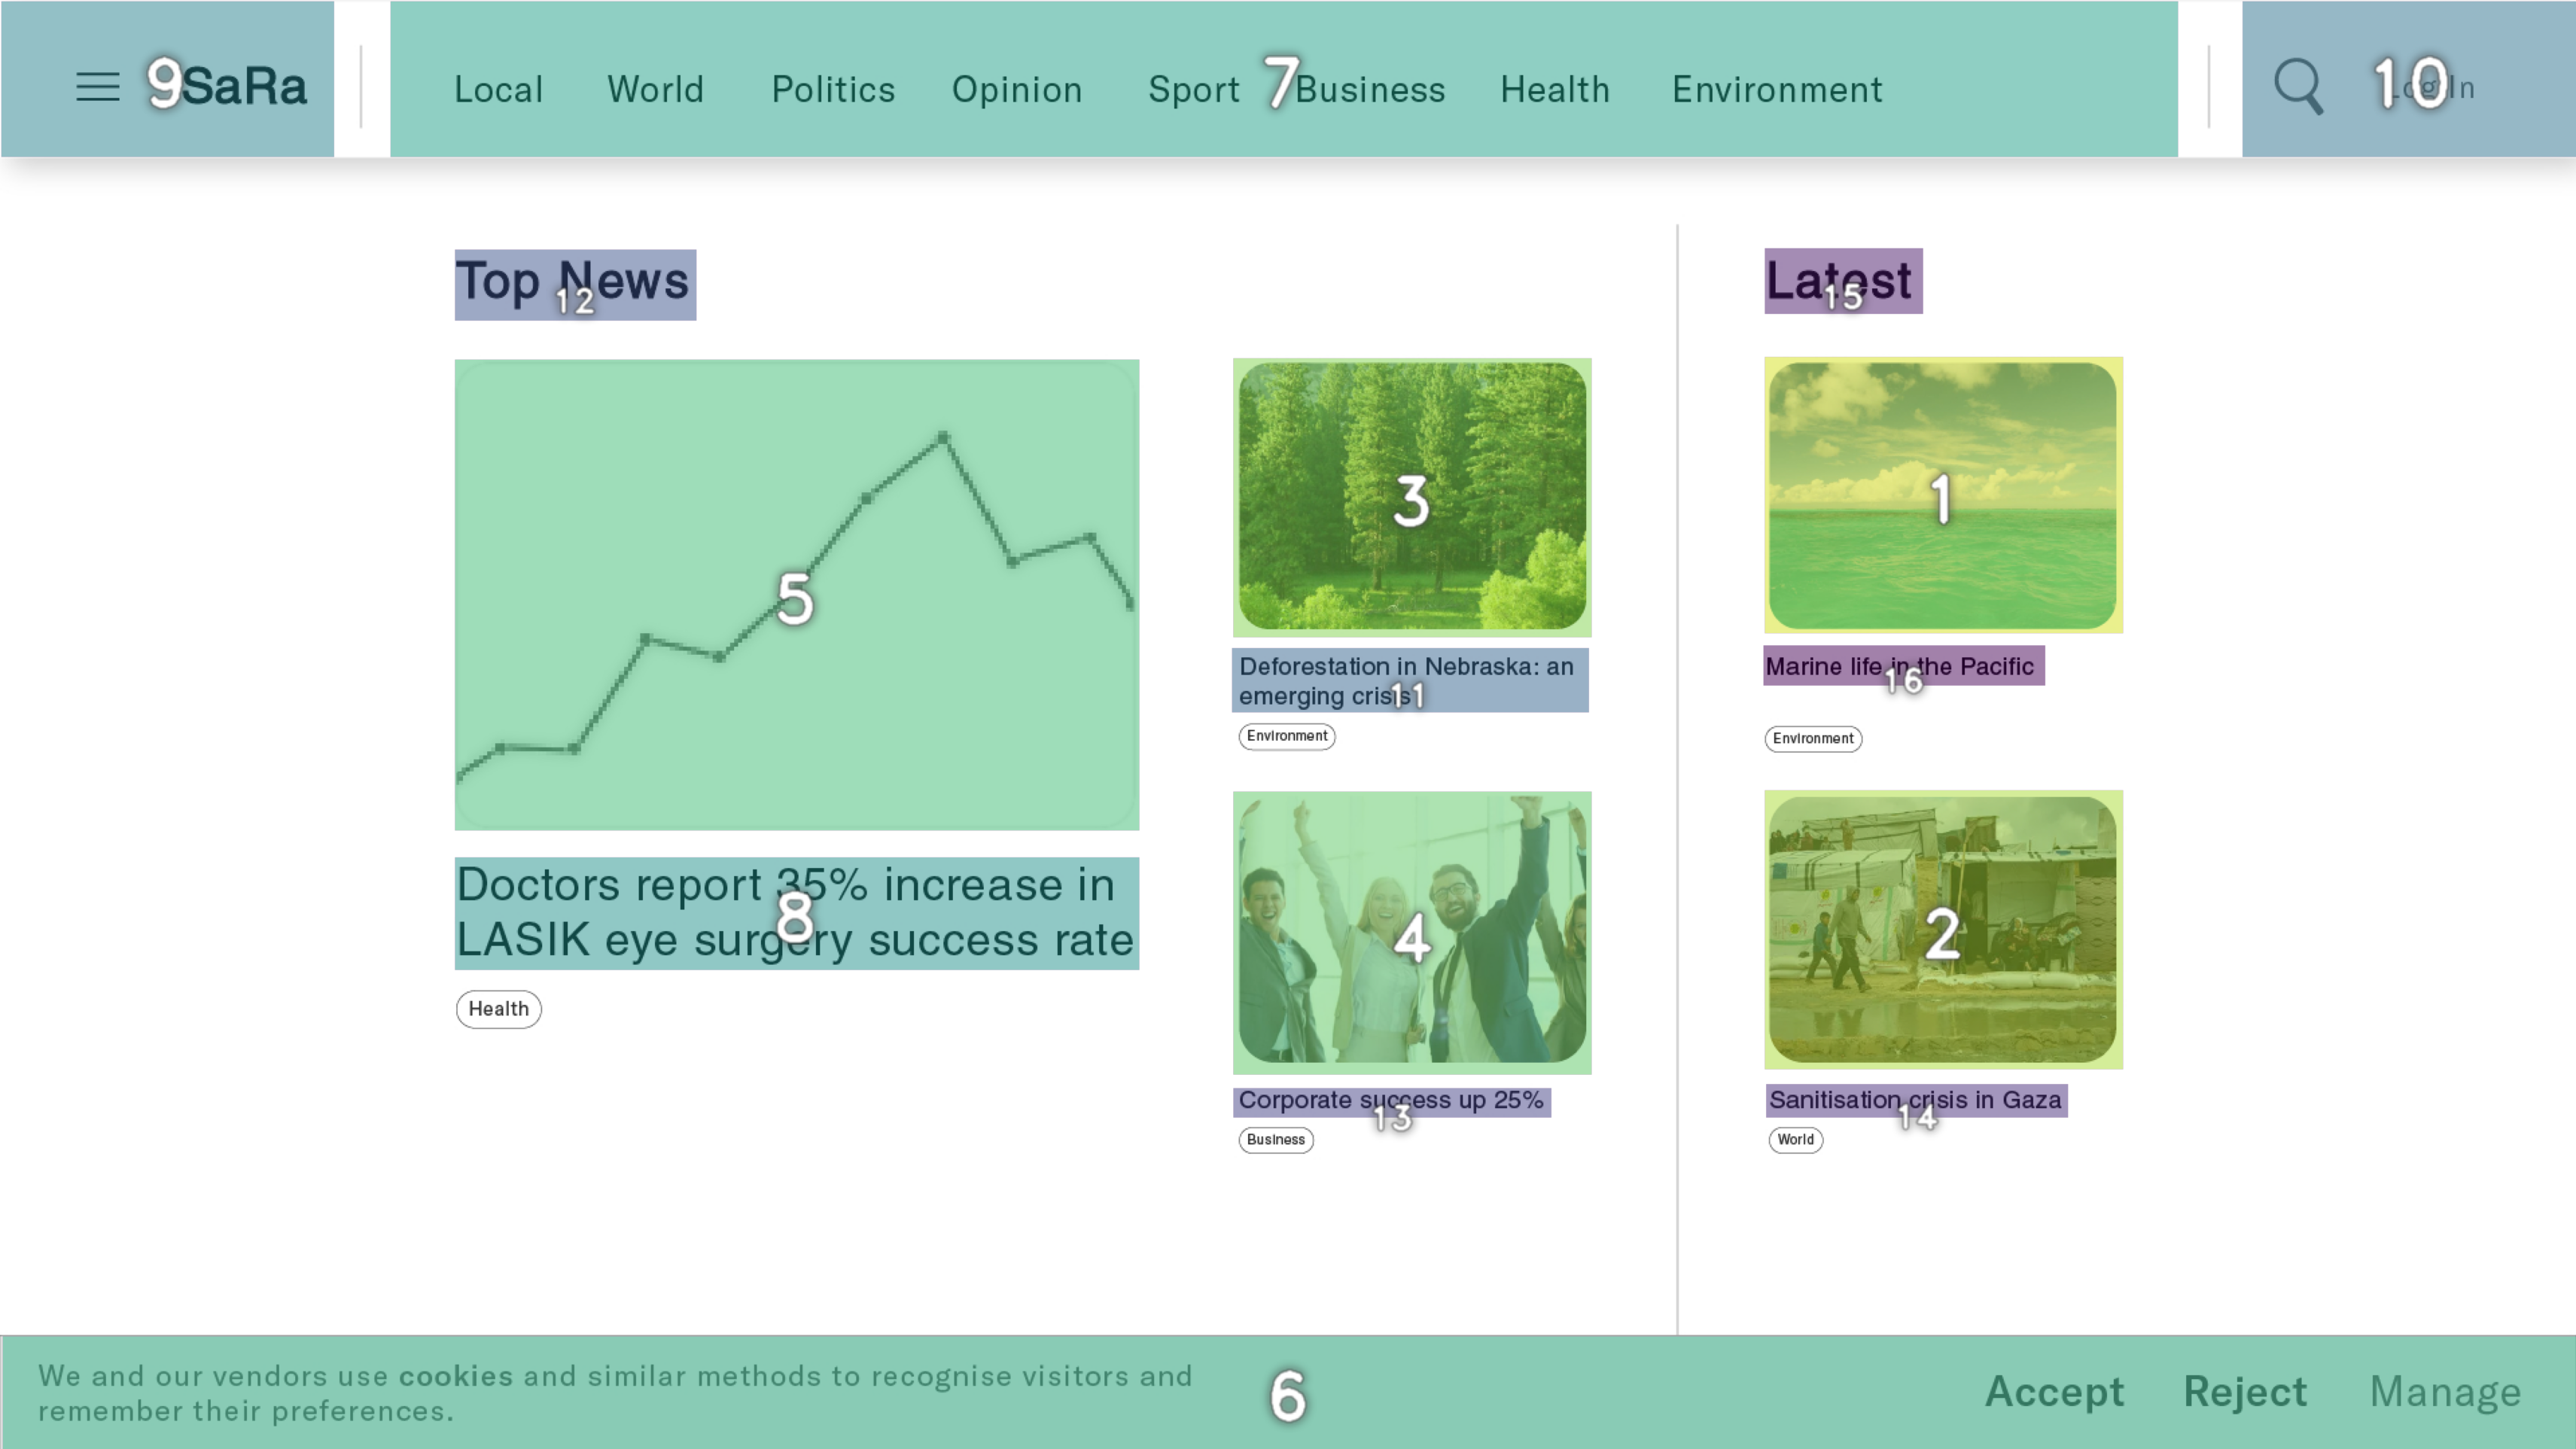 9 SaRa
Local World Politics Opinion Sport 7 Business Health Environment
10 Log In
Top News
12
Latest
15
5
3
1
Deforestation in Nebraska: an
emerging crisis
11
Environment
Marine life in the Pacific
16
Environment
Doctors report 35% increase in
LASIK eye surgery success rate
8
Health
4
2
Corporate success up 25%
13
Business
Sanitisation crisis in Gaza
14
World
We and our vendors use cookies and similar methods to recognise visitors and
remember their preferences.
6
Accept Reject Manage